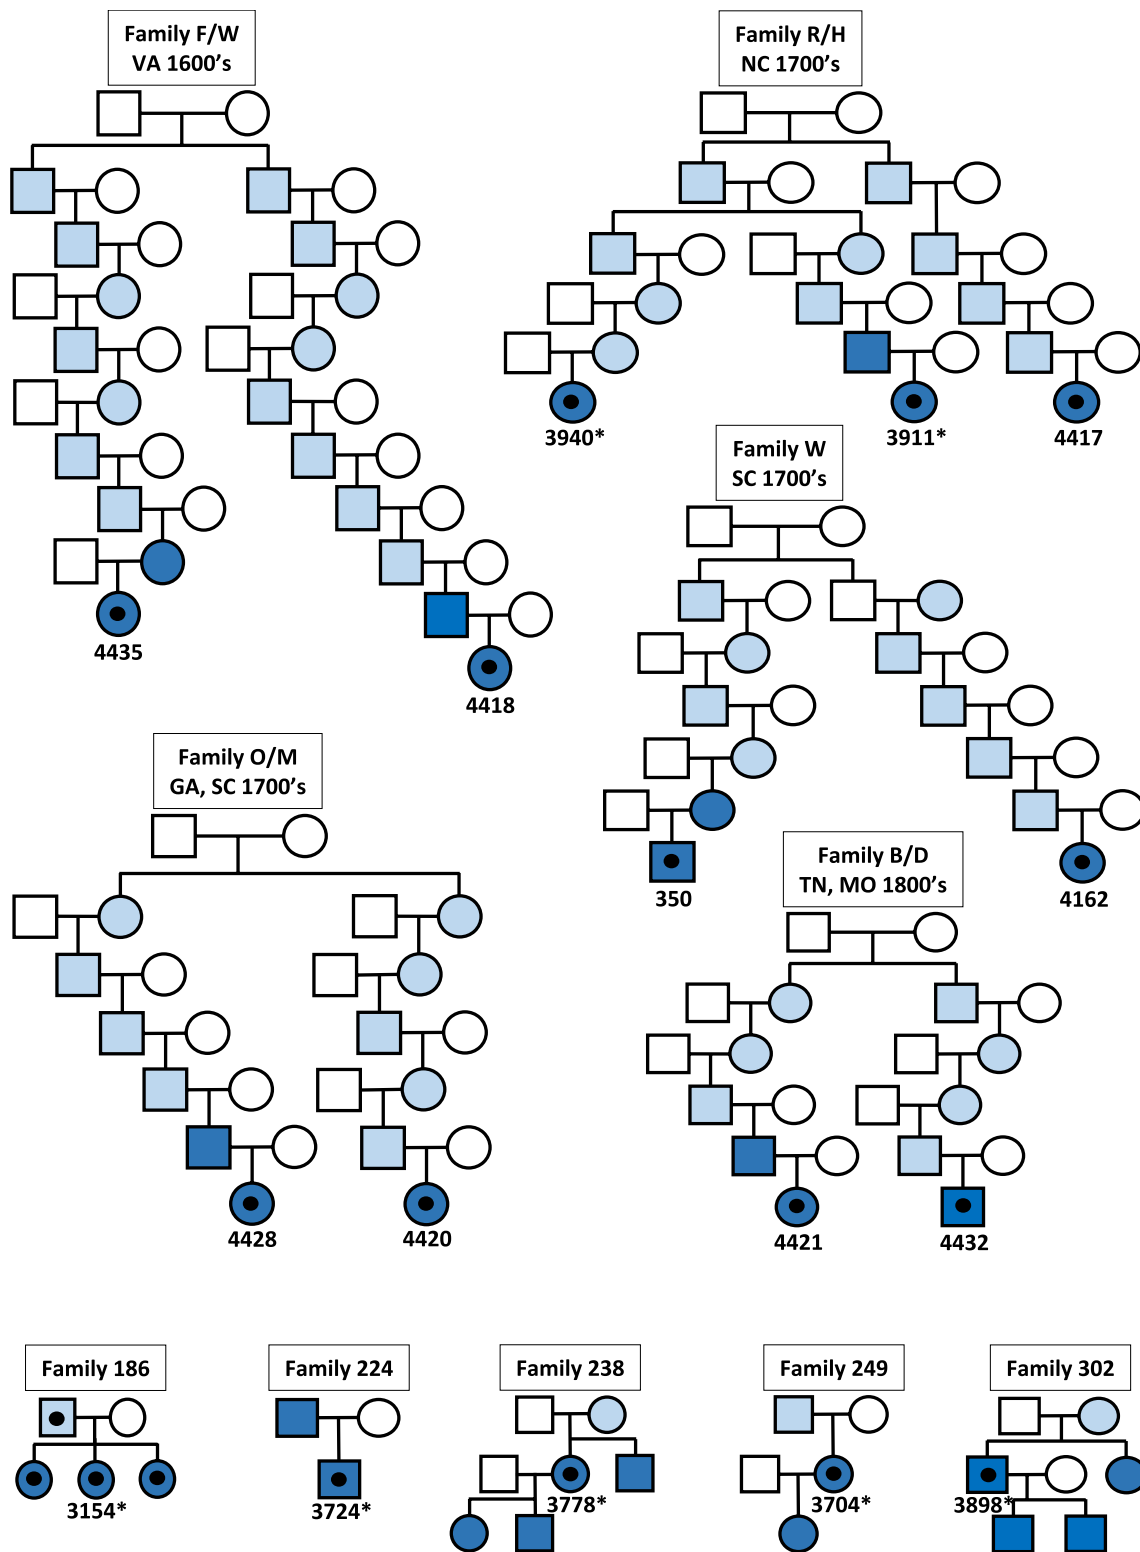 Family F/W
VA 1600's
Family R/H
NC 1700's
3940*
3911*
4417
Family W
SC 1700's
4435
4418
Family O/M
GA, SC 1700's
350
Family B/D
TN, MO 1800's
4162
4428
4420
4421
4432
Family 186
Family 224
Family 238
Family 249
Family 302
3154*
3724*
3778*
3704*
3898*